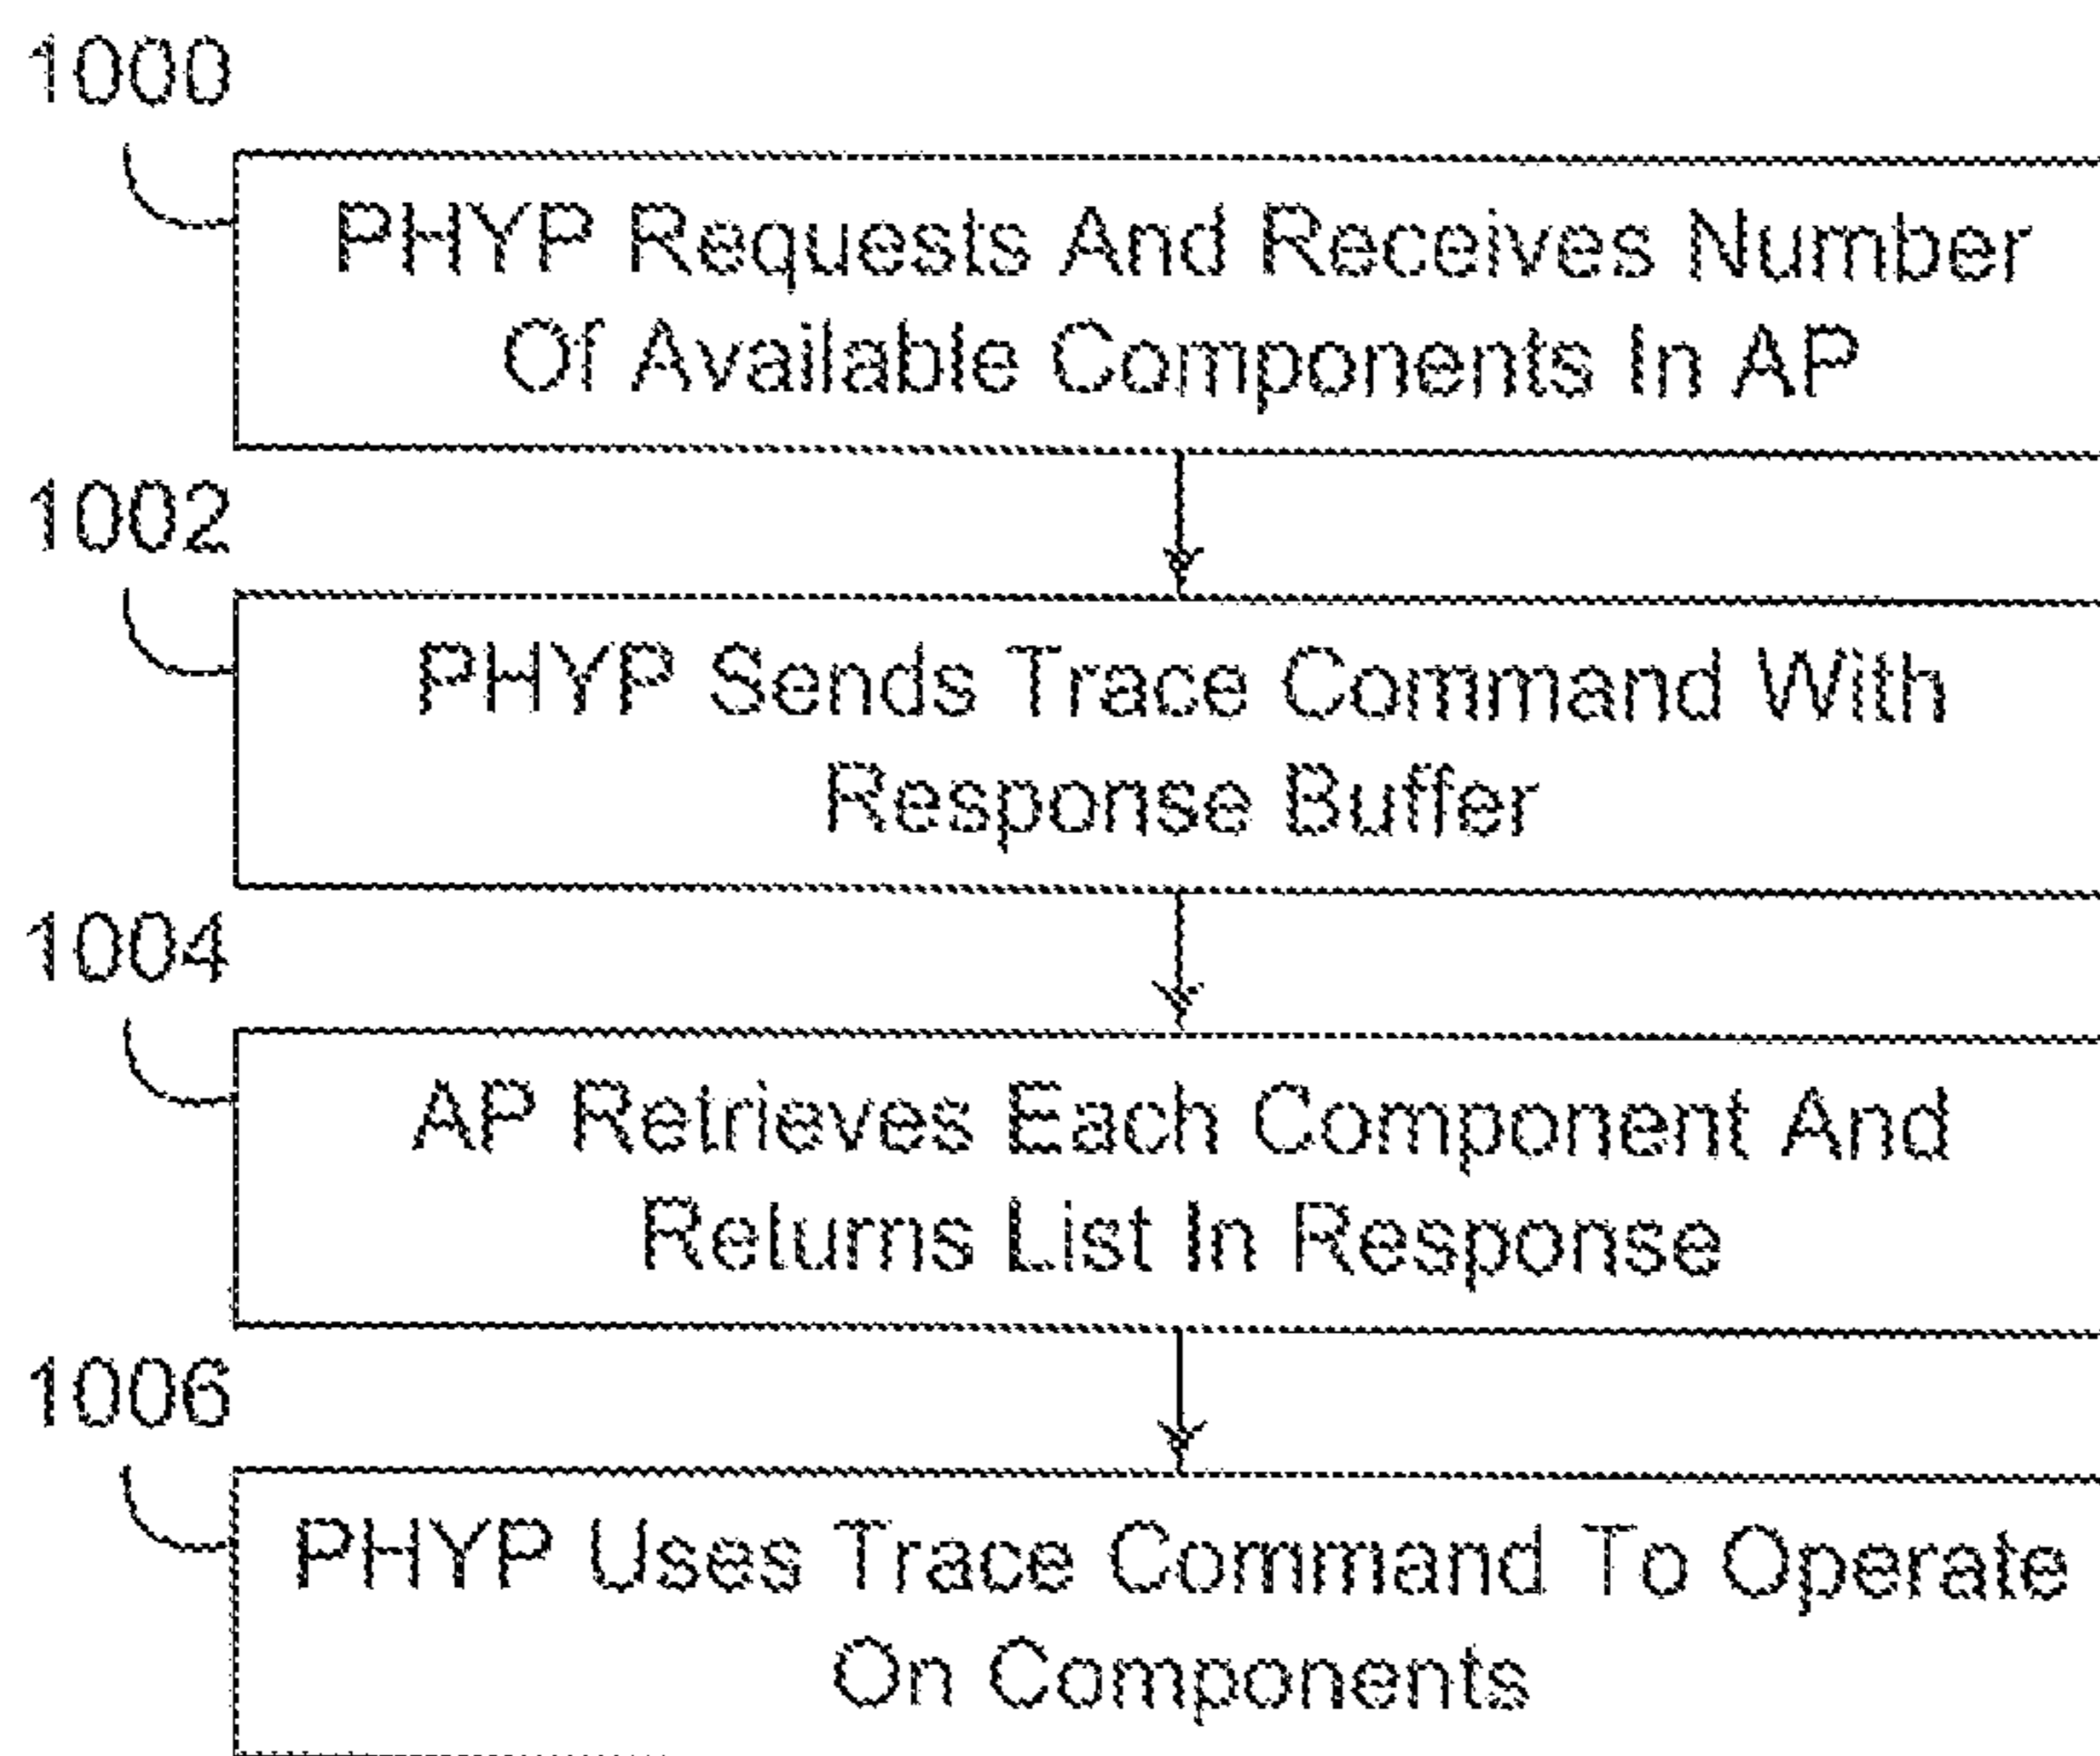 1000
PHYP Requests And Receives Number
Of Available Components In AP
1002
PHYP Sends Trace Command With
Response Buffer
1004
AP Retrieves Each Component And
Returns List In Response
1006
PHYP Uses Trace Command To Operate
On Components